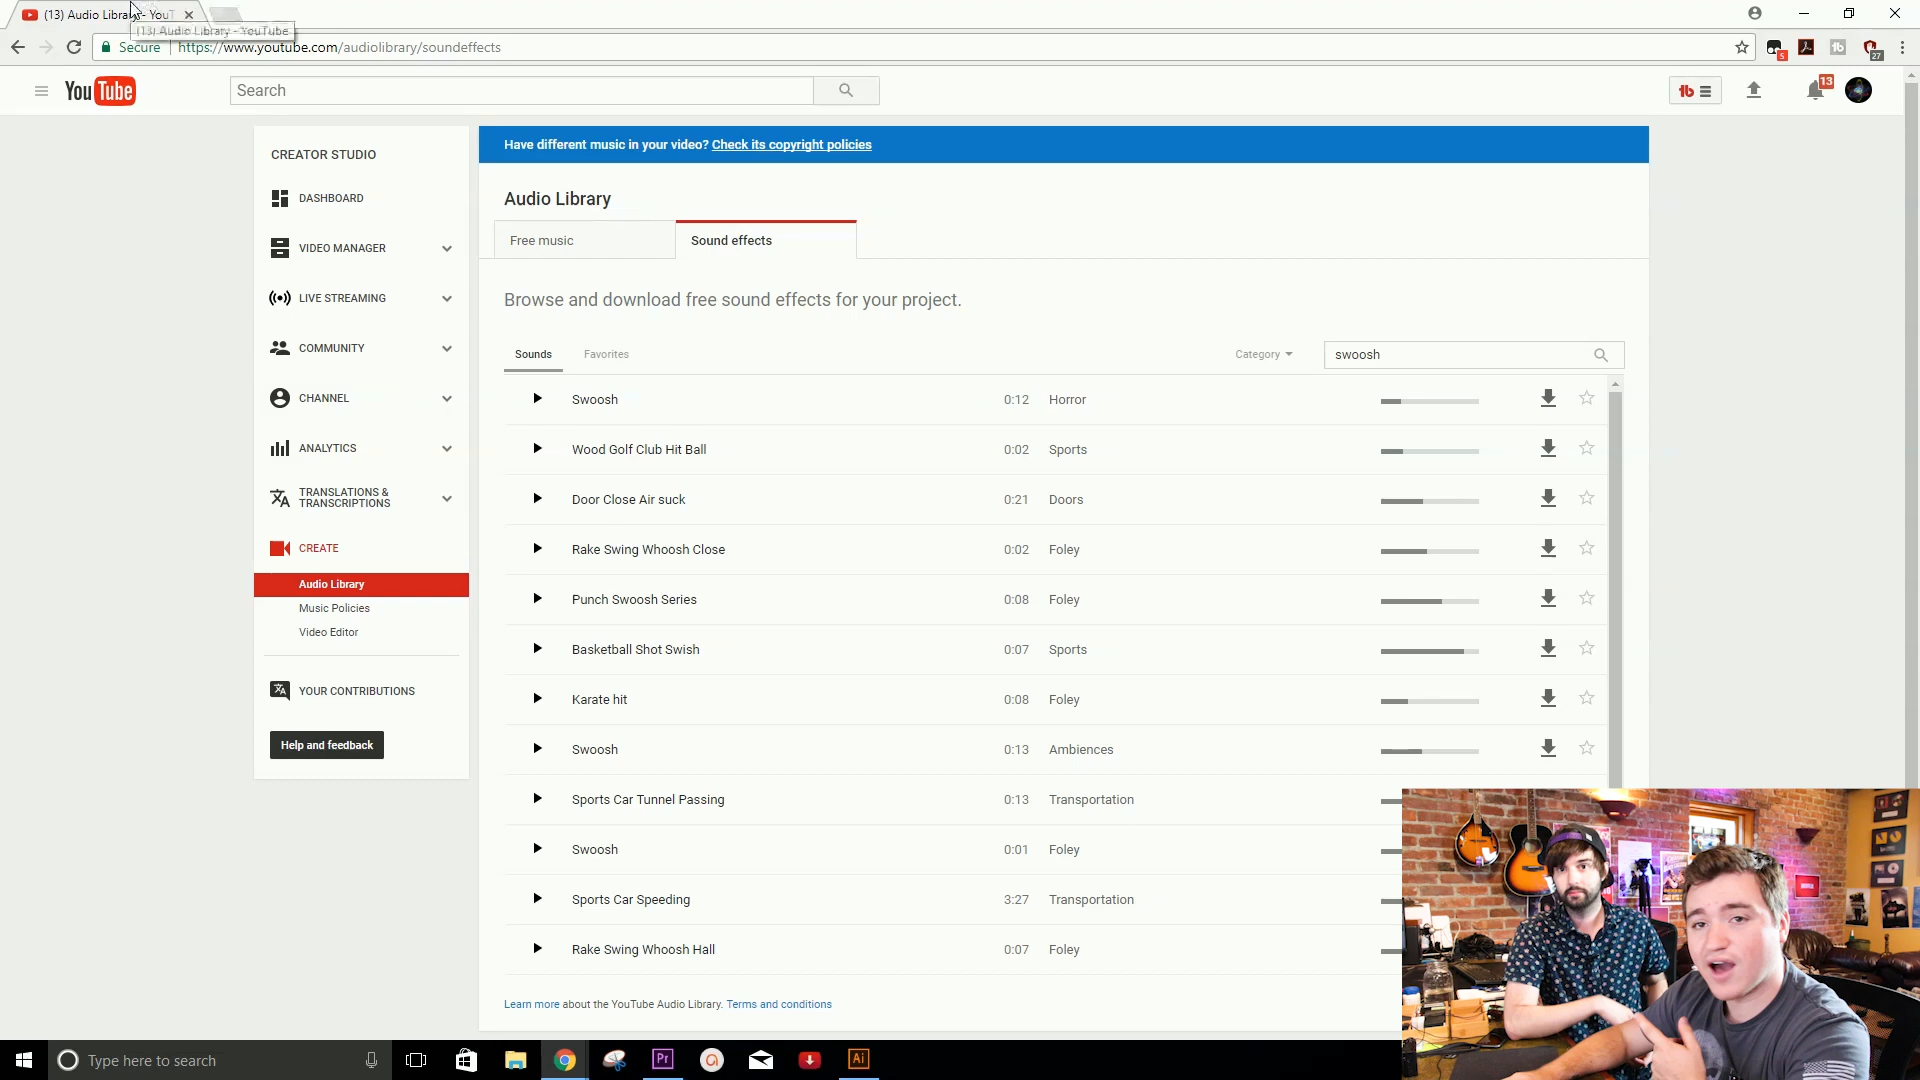 (13) Audio Library - YouT
(13) Audio Library - YouTube
Secure https://www.youtube.com/audiolibrary/soundeffects
S
27
YouTube
Search
13
CREATOR STUDIO
DASHBOARD
VIDEO MANAGER
LIVE STREAMING
COMMUNITY
CHANNEL
ANALYTICS
TRANSLATIONS &
TRANSCRIPTIONS
CREATE
Audio Library
Music Policies
Video Editor
YOUR CONTRIBUTIONS
Help and feedback
Have different music in your video? Check its copyright policies
Audio Library
Free music
Sound effects
Browse and download free sound effects for your project.
Sounds Favorites Category swoosh
Swoosh 0:12 Horror
Wood Golf Club Hit Ball 0:02 Sports
Door Close Air suck 0:21 Doors
Rake Swing Whoosh Close 0:02 Foley
Punch Swoosh Series 0:08 Foley
Basketball Shot Swish 0:07 Sports
Karate hit 0:08 Foley
Swoosh 0:13 Ambiences
Sports Car Tunnel Passing 0:13 Transportation
Swoosh 0:01 Foley
Sports Car Speeding 3:27 Transportation
Rake Swing Whoosh Hall 0:07 Foley
Learn more about the YouTube Audio Library. Terms and conditions
Type here to search
Pr
Ai